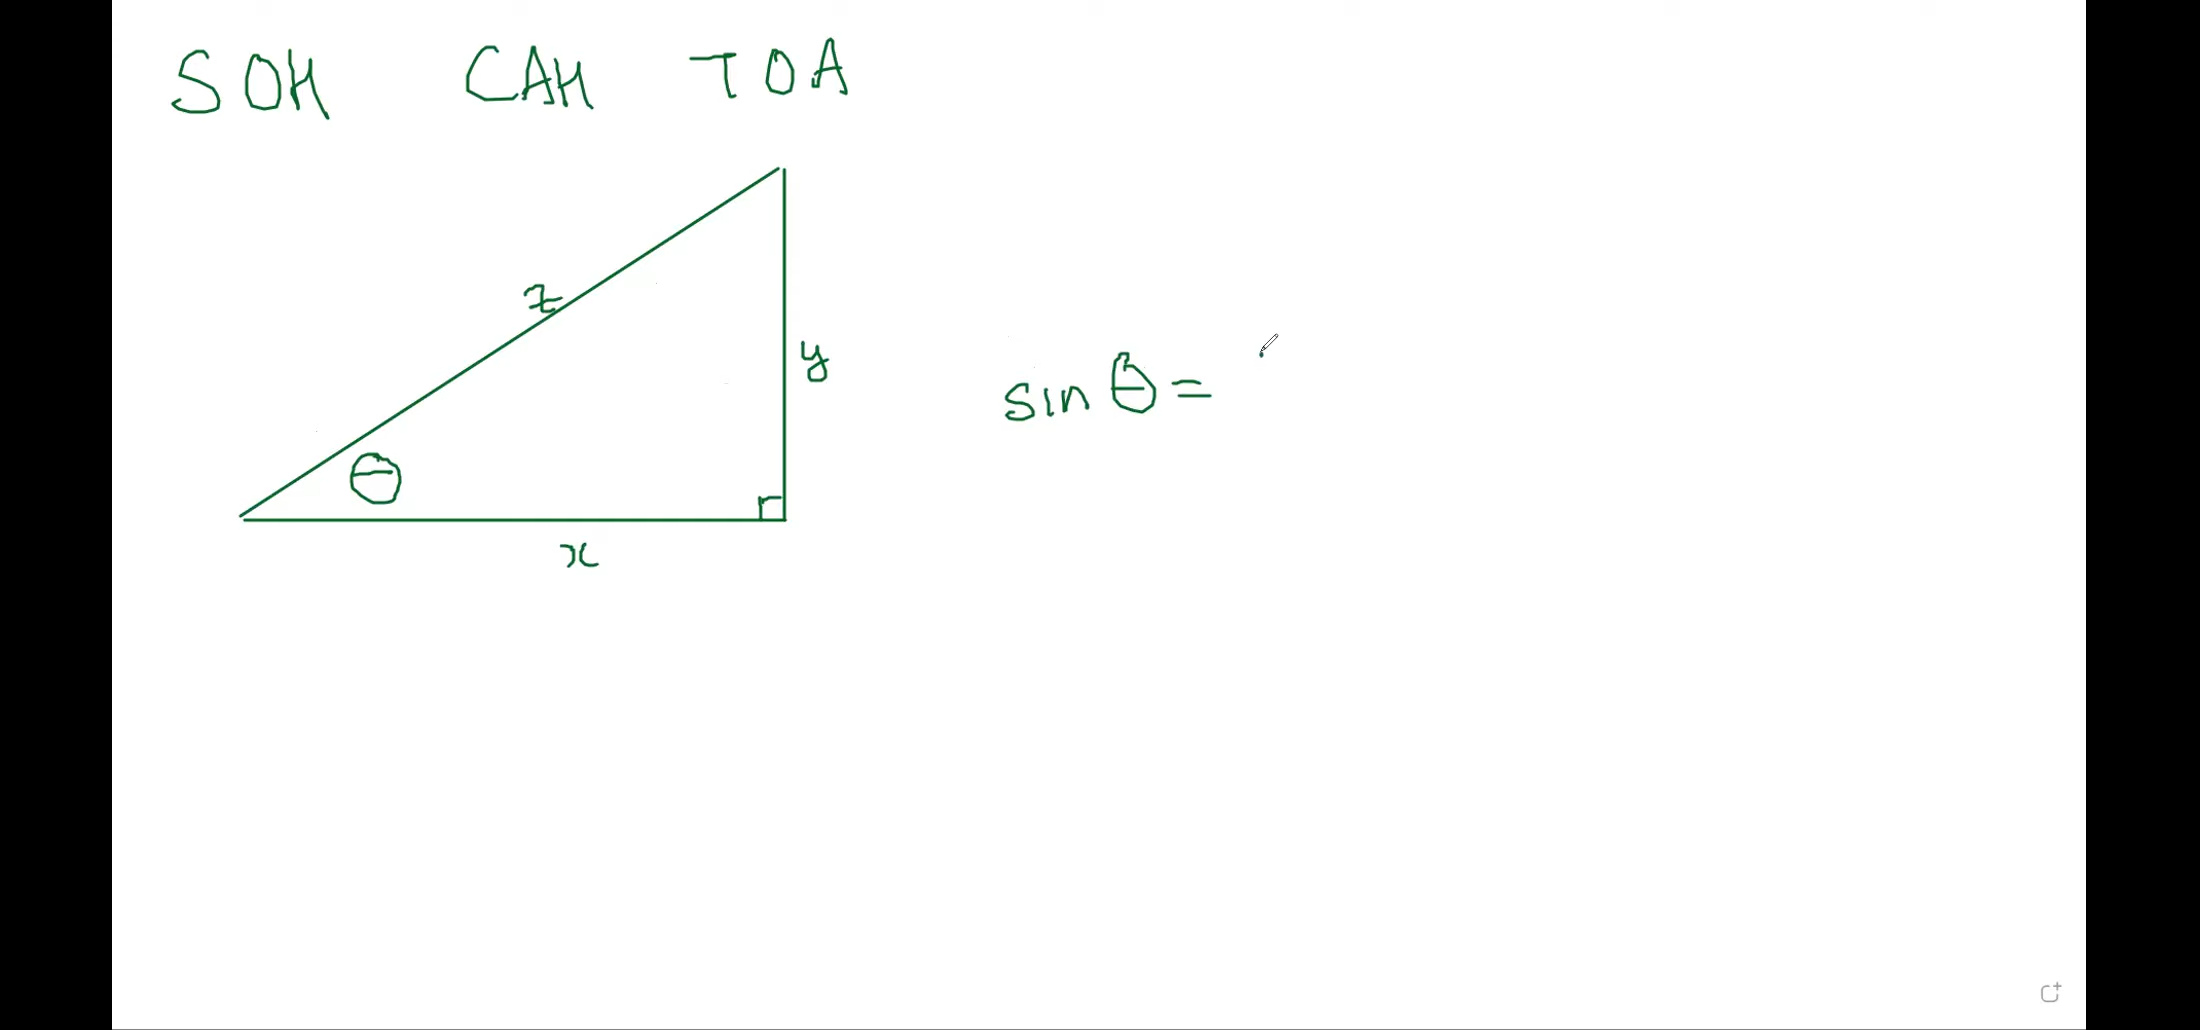 SOH CAH TOA
z
y
sin θ =
θ
x